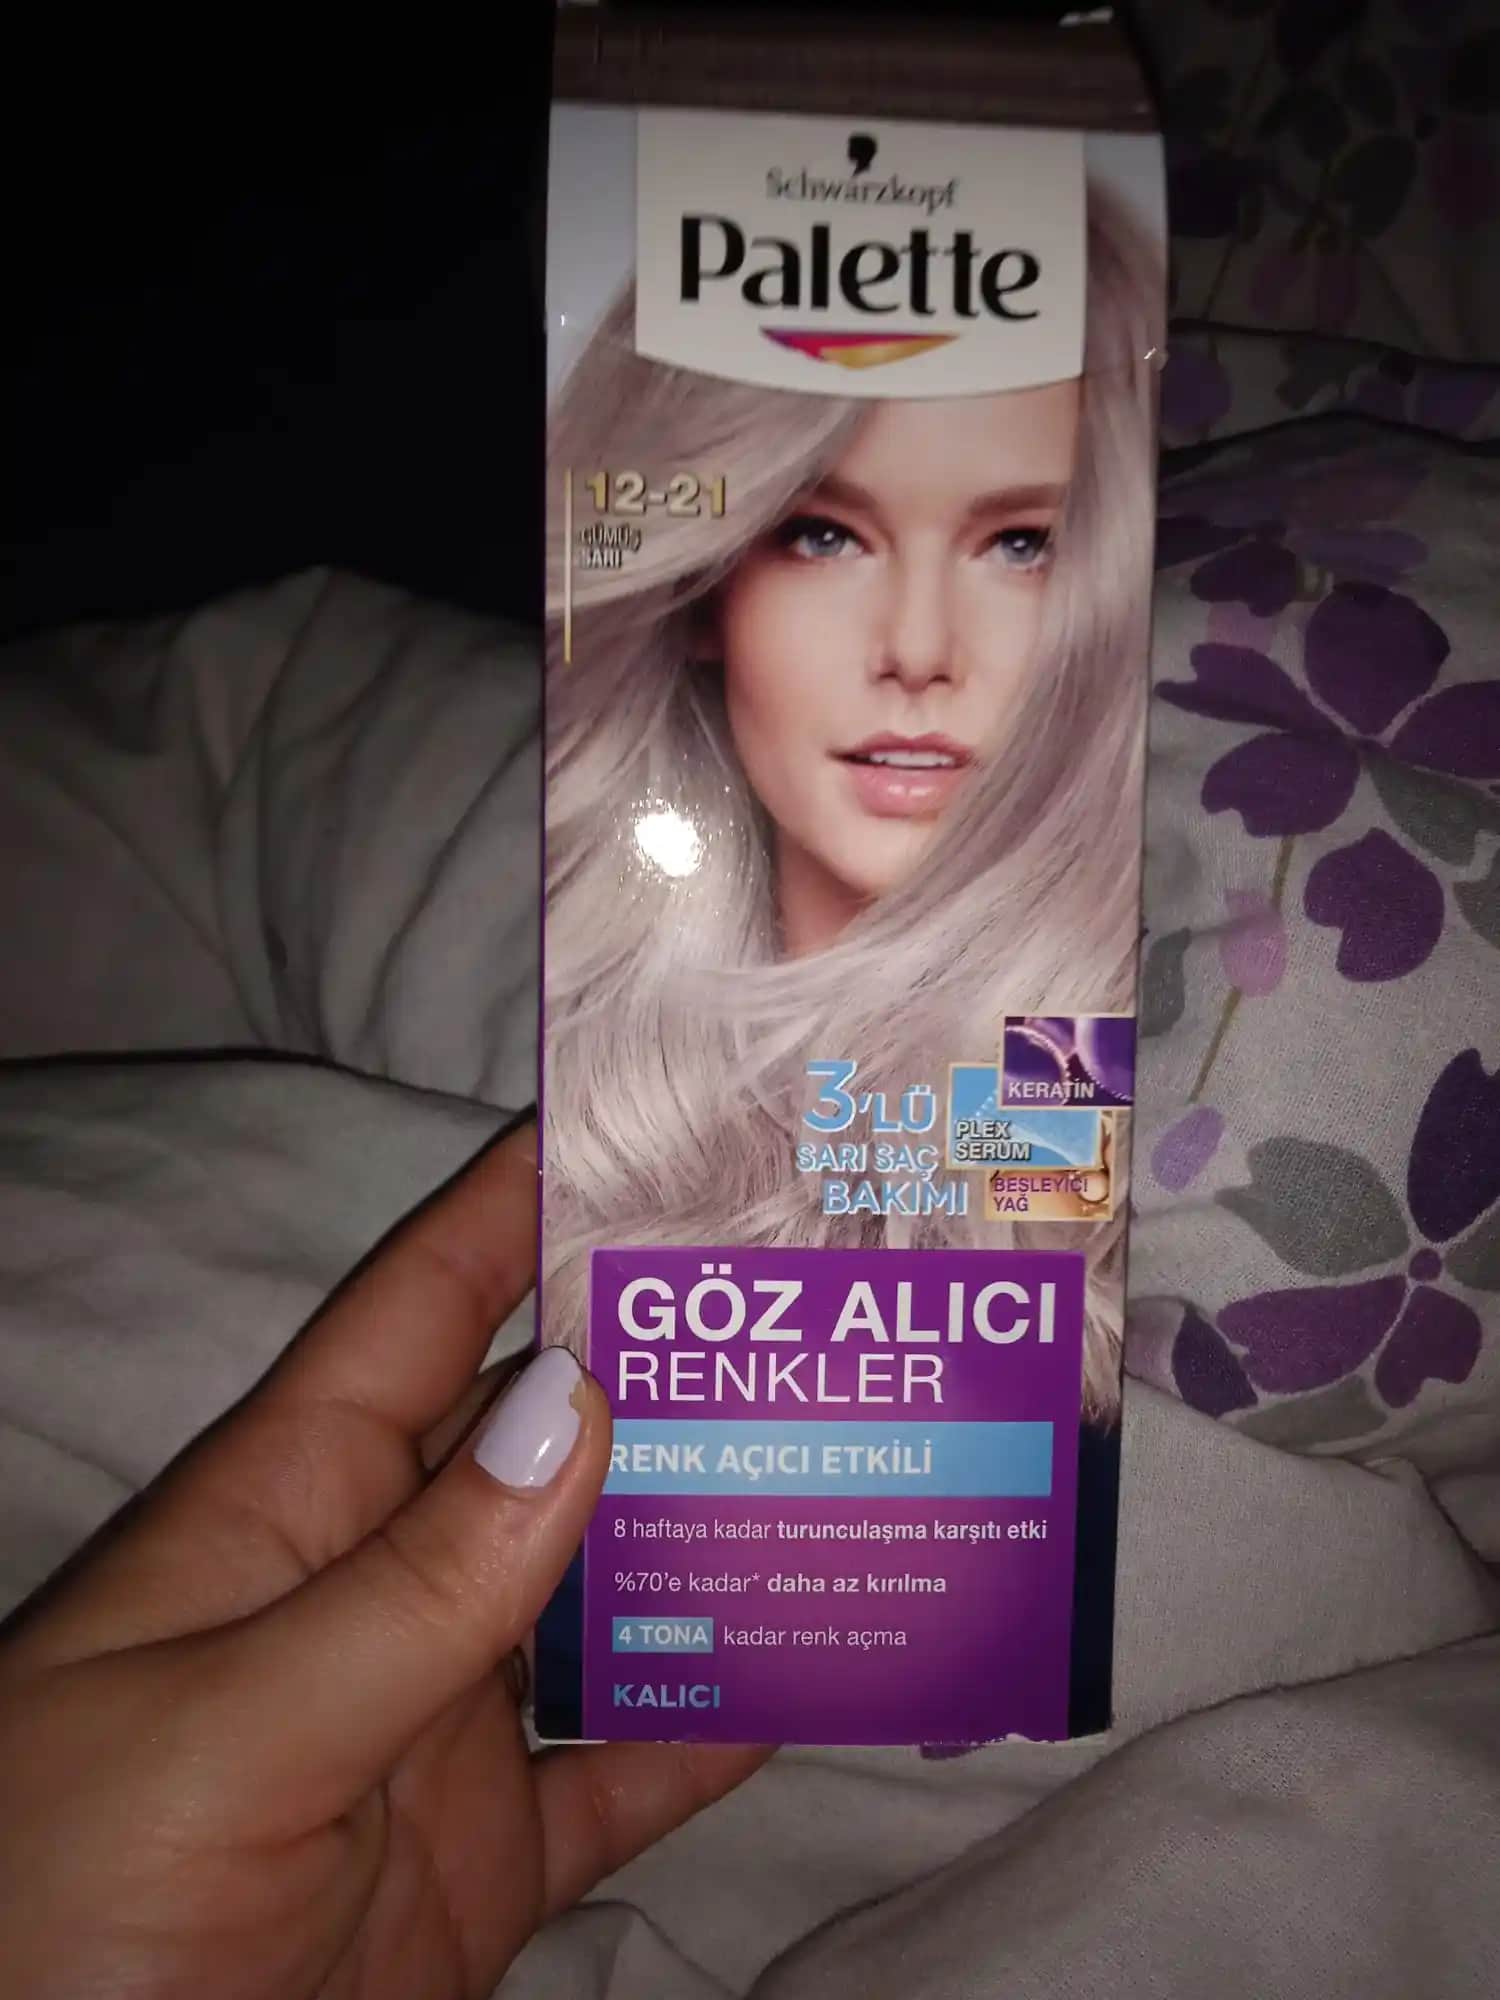 Schwarzkopf
Palette
12-21
GÜMÜŞ
SARI
3'LÜ
SARI SAÇ
BAKIMI
KERATİN
PLEX
SERUM
BESLEYİCİ
YAĞ
GÖZ ALICI
RENKLER
RENK AÇICI ETKİLİ
8 haftaya kadar turunculaşma karşıtı etki
%70'e kadar* daha az kırılma
4 TONA kadar renk açma
KALICI